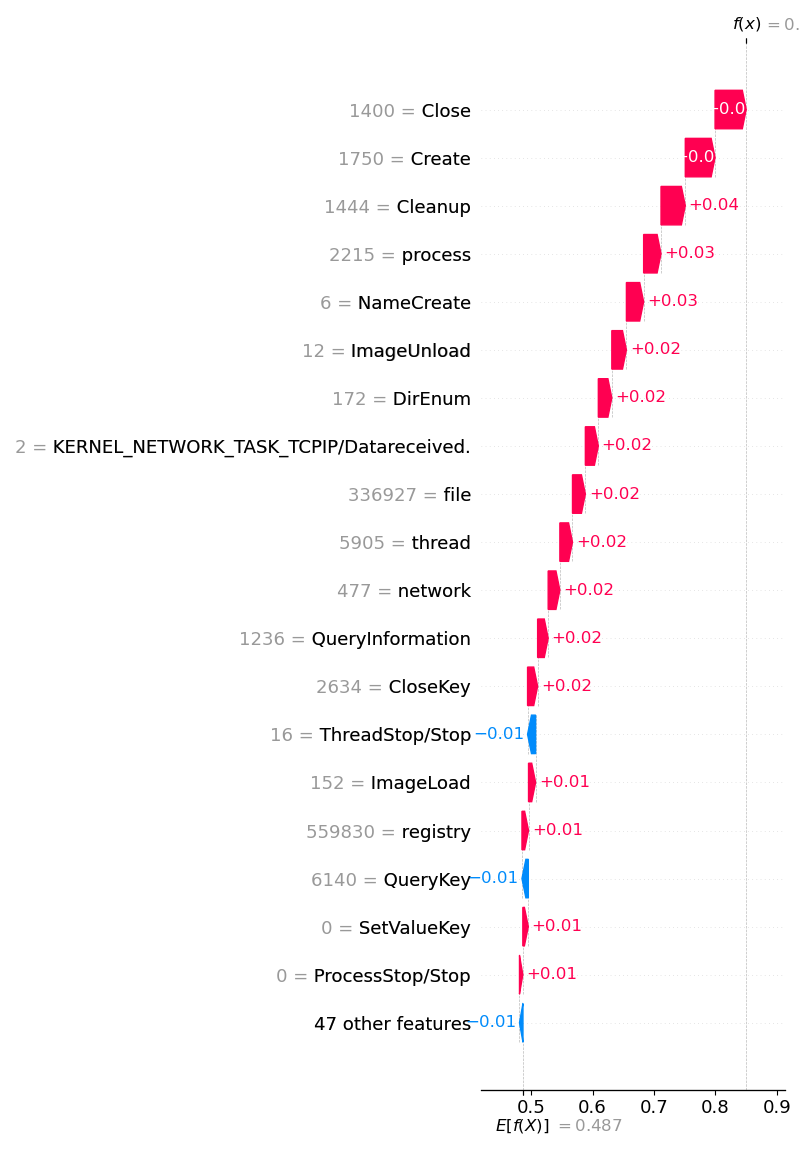 f(x) = 0.
1400 = Close
1750 = Create
1444 = Cleanup +0.04
2215 = process +0.03
6 = NameCreate +0.03
12 = ImageUnload +0.02
172 = DirEnum +0.02
2 = KERNEL_NETWORK_TASK_TCPIP/Datareceived. +0.02
336927 = file +0.02
5905 = thread +0.02
477 = network +0.02
1236 = QueryInformation +0.02
2634 = CloseKey +0.02
16 = ThreadStop/Stop −0.01
152 = ImageLoad +0.01
559830 = registry +0.01
6140 = QueryKey −0.01
0 = SetValueKey +0.01
0 = ProcessStop/Stop +0.01
47 other features −0.01
0.5 0.6 0.7 0.8 0.9
E[f(X)] = 0.487